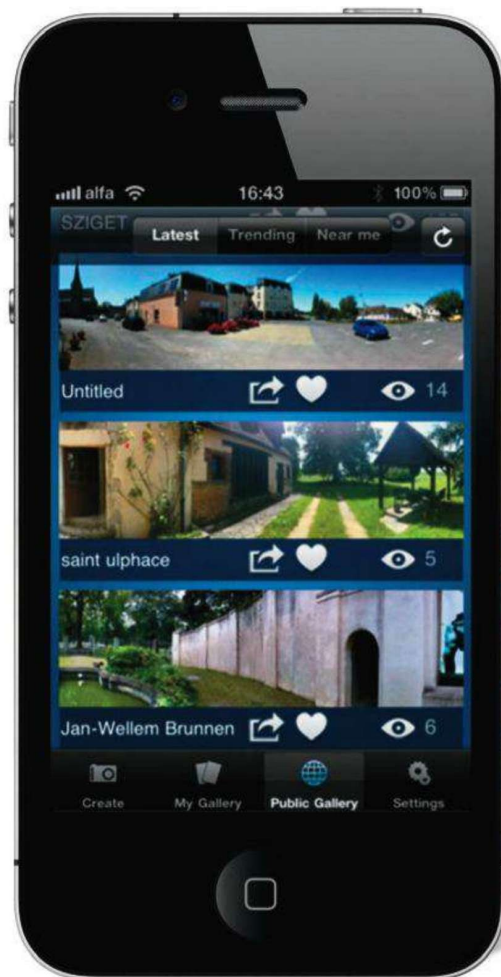 alfa 16:43 100%
SZIGET
Latest Trending Near me
Untitled 14
saint ulphace 5
Jan-Wellem Brunnen 6
Create My Gallery Public Gallery Settings